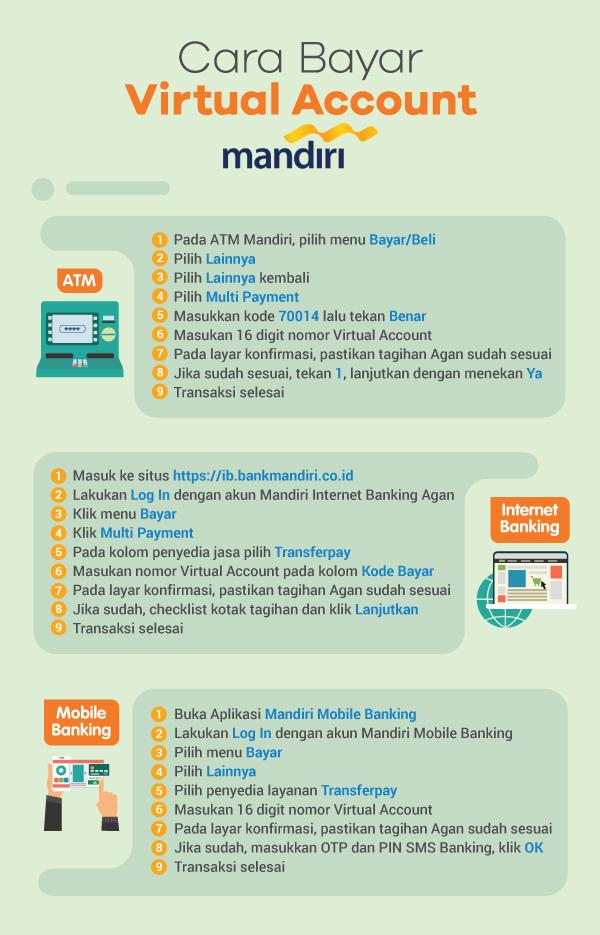 Cara Bayar
Virtual Account
mandırı
ATM
1 Pada ATM Mandiri, pilih menu Bayar/Beli
2 Pilih Lainnya
3 Pilih Lainnya kembali
4 Pilih Multi Payment
5 Masukkan kode 70014 lalu tekan Benar
6 Masukan 16 digit nomor Virtual Account
7 Pada layar konfirmasi, pastikan tagihan Agan sudah sesuai
8 Jika sudah sesuai, tekan 1, lanjutkan dengan menekan Ya
9 Transaksi selesai
Internet
Banking
1 Masuk ke situs https://ib.bankmandiri.co.id
2 Lakukan Log In dengan akun Mandiri Internet Banking Agan
3 Klik menu Bayar
4 Klik Multi Payment
5 Pada kolom penyedia jasa pilih Transferpay
6 Masukan nomor Virtual Account pada kolom Kode Bayar
7 Pada layar konfirmasi, pastikan tagihan Agan sudah sesuai
8 Jika sudah, checklist kotak tagihan dan klik Lanjutkan
9 Transaksi selesai
Mobile
Banking
1 Buka Aplikasi Mandiri Mobile Banking
2 Lakukan Log In dengan akun Mandiri Mobile Banking
3 Pilih menu Bayar
4 Pilih Lainnya
5 Pilih penyedia layanan Transferpay
6 Masukan 16 digit nomor Virtual Account
7 Pada layar konfirmasi, pastikan tagihan Agan sudah sesuai
8 Jika sudah, masukkan OTP dan PIN SMS Banking, klik OK
9 Transaksi selesai